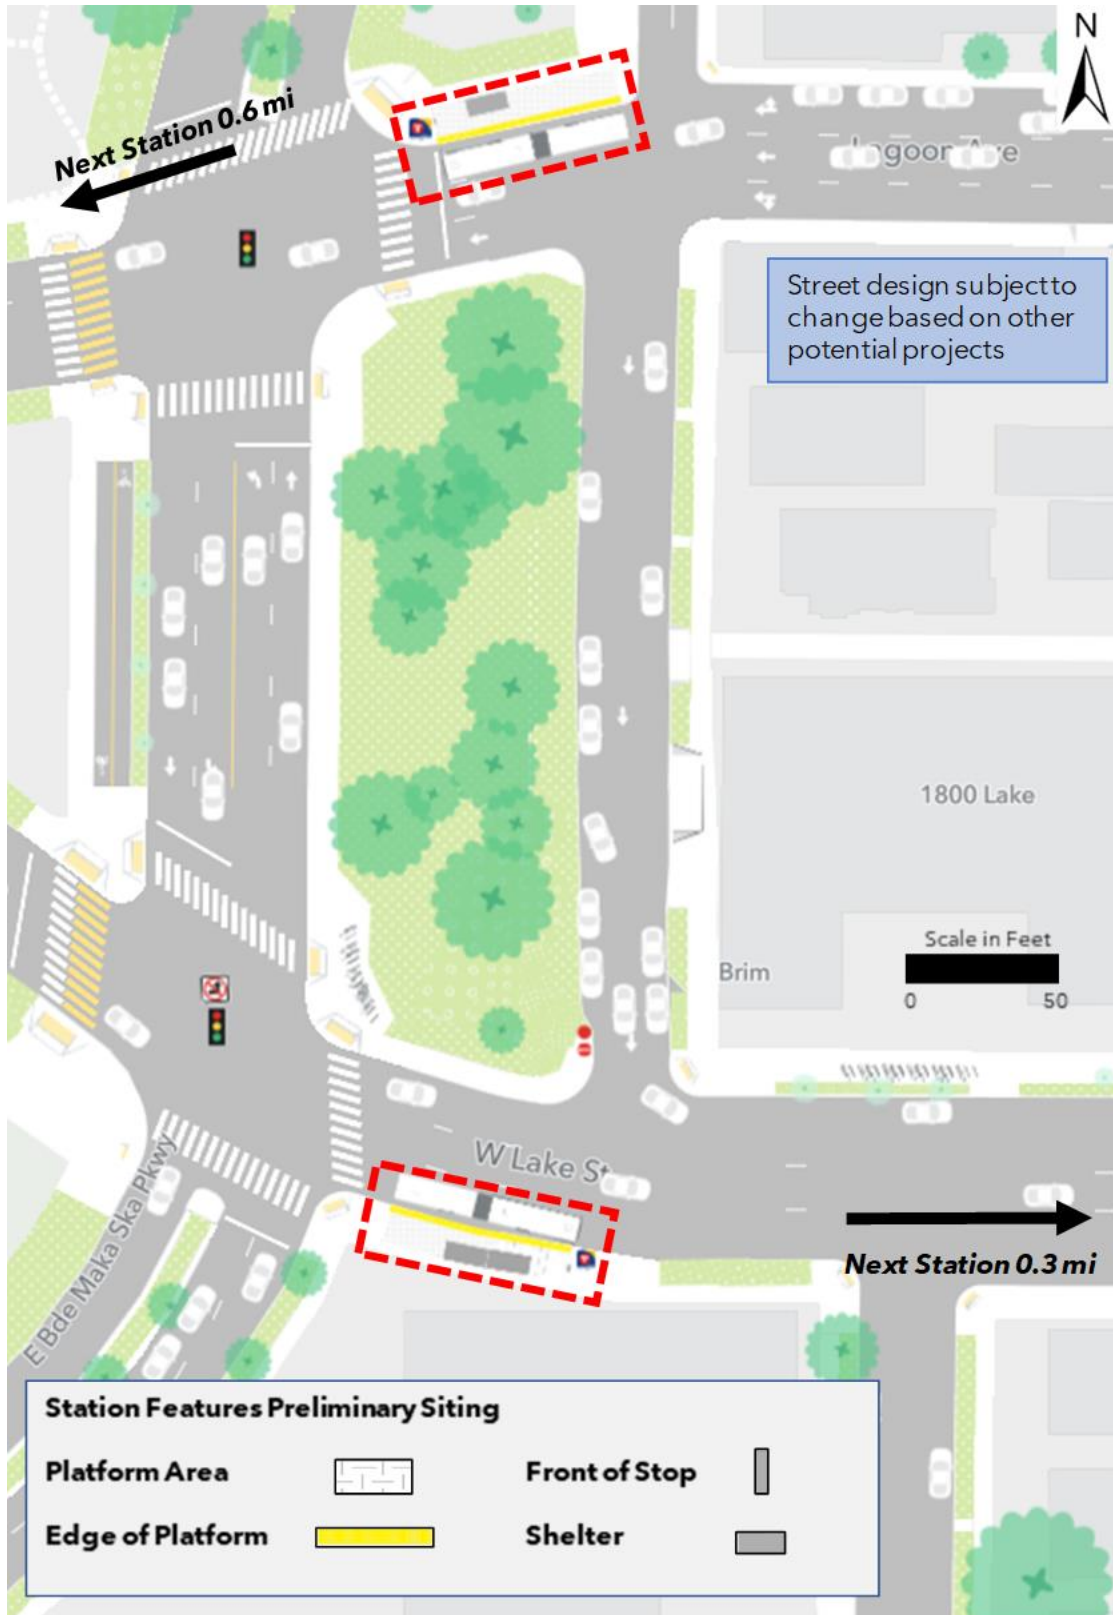 N
Next Station 0.6 mi
Lagoon Ave
Street design subject to
change based on other
potential projects
1800 Lake
Scale in Feet
0 50
Brim
W Lake St
E Bde Maka Ska Pkwy
Next Station 0.3 mi
Station Features Preliminary Siting
Platform Area
Front of Stop
Edge of Platform
Shelter